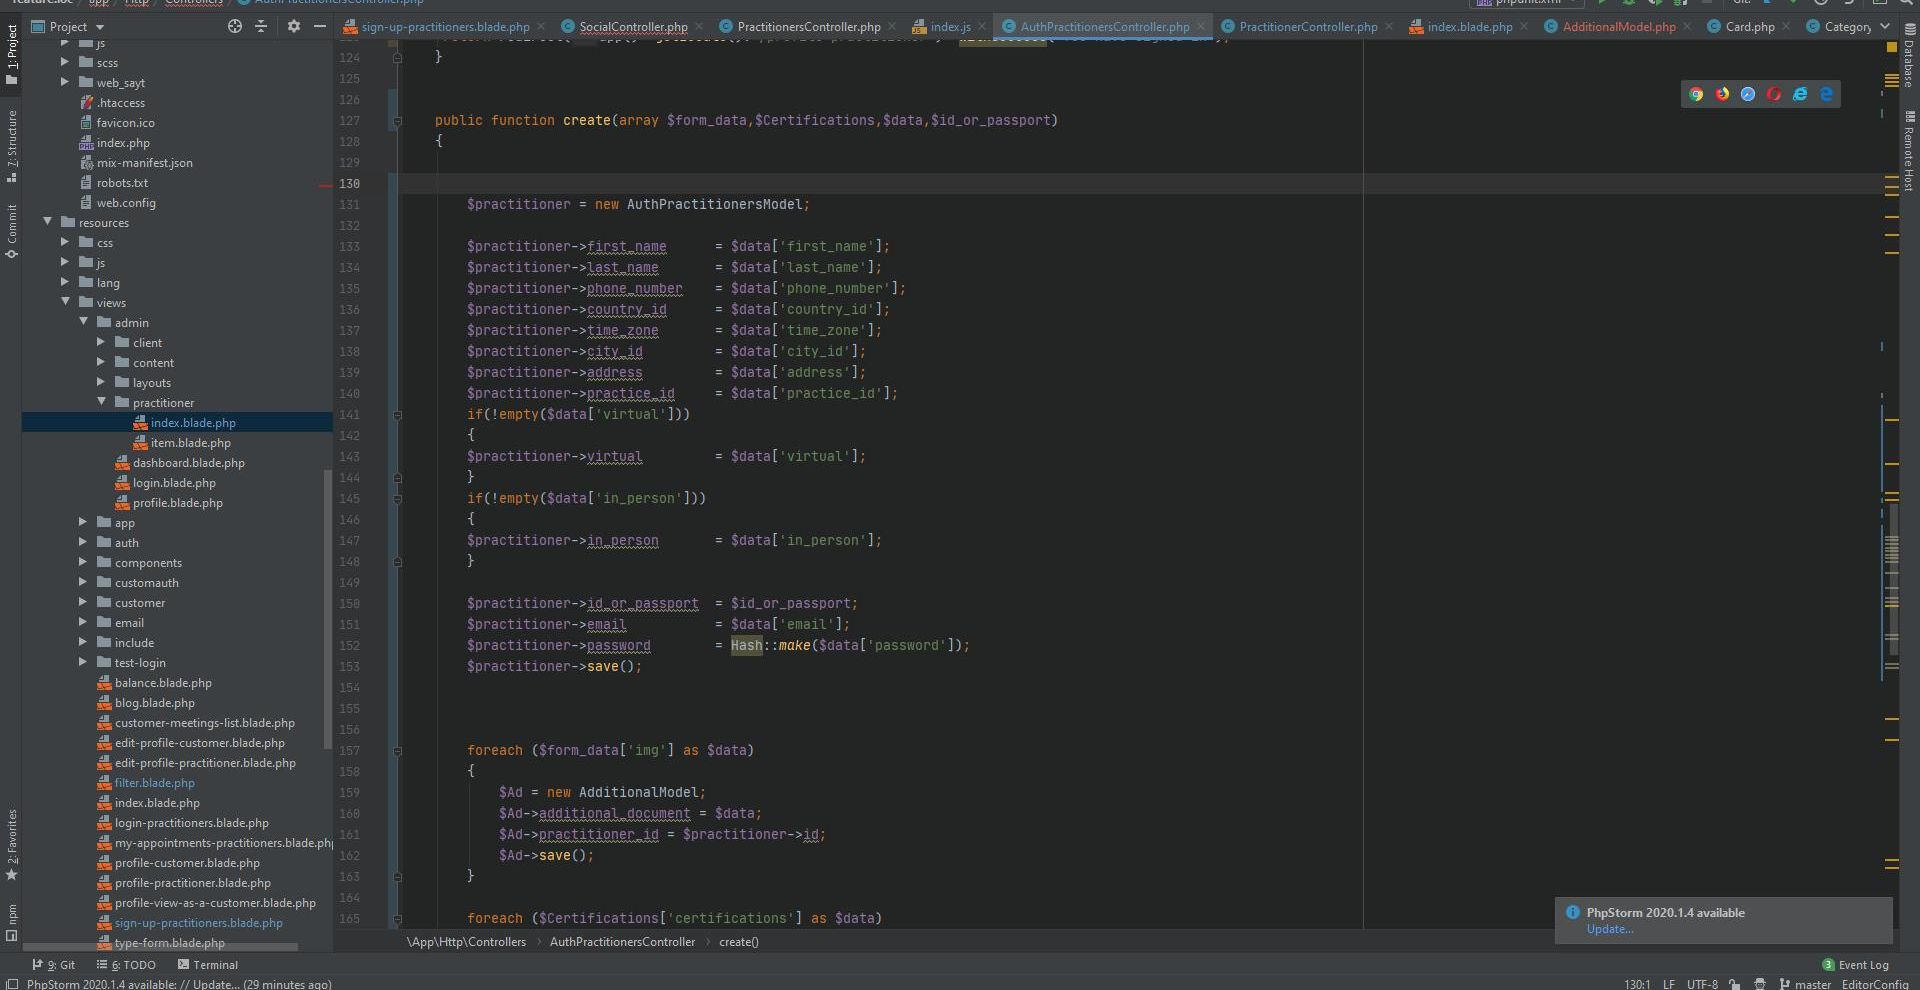 feature.loc app Http Controllers AuthPractitionersController.php phpunit.xml Git:
Project
sign-up-practitioners.blade.php SocialController.php PractitionersController.php index.js AuthPractitionersController.php PractitionerController.php index.blade.php AdditionalModel.php Card.php Category
1: Project
7: Structure
Commit
2: Favorites
npm
Database
Remote Host
js
scss
web_sayt
.htaccess
favicon.ico
index.php
mix-manifest.json
robots.txt
web.config
resources
css
js
lang
views
admin
client
content
layouts
practitioner
index.blade.php
item.blade.php
dashboard.blade.php
login.blade.php
profile.blade.php
app
auth
components
customauth
customer
email
include
test-login
balance.blade.php
blog.blade.php
customer-meetings-list.blade.php
edit-profile-customer.blade.php
edit-profile-practitioner.blade.php
filter.blade.php
index.blade.php
login-practitioners.blade.php
my-appointments-practitioners.blade.php
profile-customer.blade.php
profile-practitioner.blade.php
profile-view-as-a-customer.blade.php
sign-up-practitioners.blade.php
type-form.blade.php
124 }
125
126
127 public function create(array $form_data,$Certifications,$data,$id_or_passport)
128 {
129
130
131 $practitioner = new AuthPractitionersModel;
132
133 $practitioner->first_name = $data['first_name'];
134 $practitioner->last_name = $data['last_name'];
135 $practitioner->phone_number = $data['phone_number'];
136 $practitioner->country_id = $data['country_id'];
137 $practitioner->time_zone = $data['time_zone'];
138 $practitioner->city_id = $data['city_id'];
139 $practitioner->address = $data['address'];
140 $practitioner->practice_id = $data['practice_id'];
141 if(!empty($data['virtual']))
142 {
143 $practitioner->virtual = $data['virtual'];
144 }
145 if(!empty($data['in_person']))
146 {
147 $practitioner->in_person = $data['in_person'];
148 }
149
150 $practitioner->id_or_passport = $id_or_passport;
151 $practitioner->email = $data['email'];
152 $practitioner->password = Hash::make($data['password']);
153 $practitioner->save();
154
155
156
157 foreach ($form_data['img'] as $data)
158 {
159 $Ad = new AdditionalModel;
160 $Ad->additional_document = $data;
161 $Ad->practitioner_id = $practitioner->id;
162 $Ad->save();
163 }
164
165 foreach ($Certifications['certifications'] as $data)
PhpStorm 2020.1.4 available
Update...
\App\Http\Controllers AuthPractitionersController create()
9: Git 6: TODO Terminal 3 Event Log
PhpStorm 2020.1.4 available: // Update... (29 minutes ago) 130:1 LF UTF-8 master EditorConfig